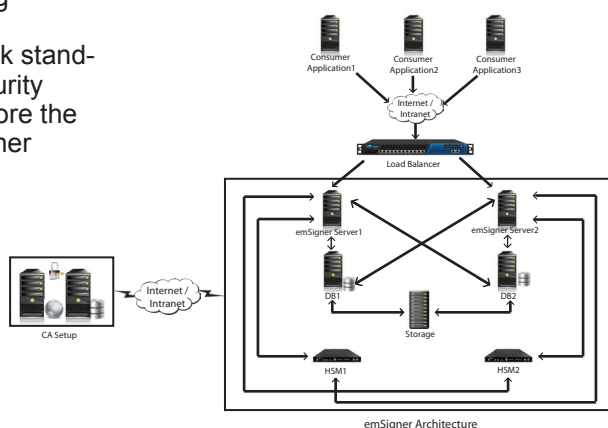 k stand-
urity
ore the
ner
Consumer
Application1
Consumer
Application2
Consumer
Application3
Internet /
Intranet
Load Balancer
emSigner Server1
emSigner Server2
DB1
DB2
Storage
Internet /
Intranet
CA Setup
HSM1
HSM2
emSigner Architecture